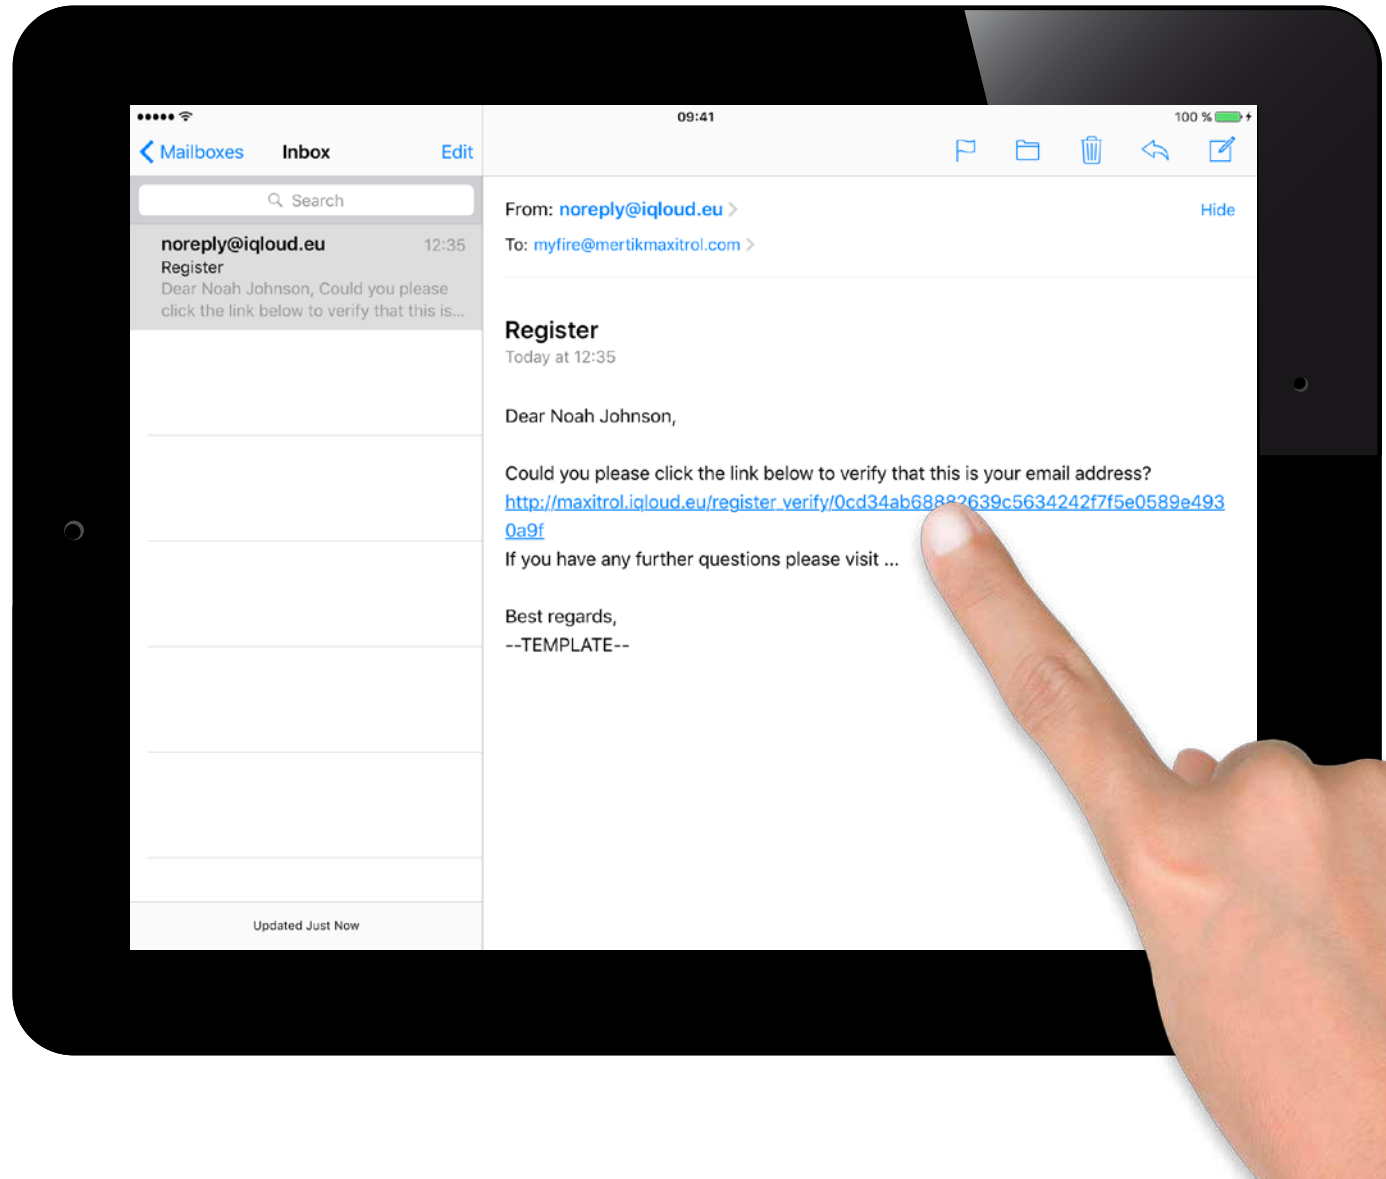 09:41
100 %
Mailboxes
Inbox
Edit
Search
noreply@iqloud.eu
12:35
Register
Dear Noah Johnson, Could you please
click the link below to verify that this is...
Updated Just Now
From: noreply@iqloud.eu
Hide
To: myfire@mertikmaxitrol.com
Register
Today at 12:35
Dear Noah Johnson,
Could you please click the link below to verify that this is your email address?
http://maxitrol.iqloud.eu/register_verify/0cd34ab68882639c5634242f7f5e0589e493
0a9f
If you have any further questions please visit ...
Best regards,
--TEMPLATE--